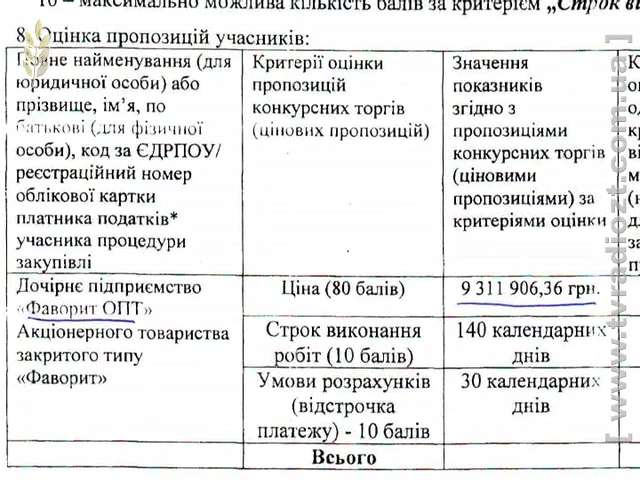 10 – максимально можлива кількість балів за критерієм „Строк
8. Оцінка пропозицій учасників:
Повне найменування (для
юридичної особи) або
прізвище, ім’я, по
батькові (для фізичної
особи), код за ЄДРПОУ/
реєстраційний номер
облікової картки
платника податків*
учасника процедури
закупівлі
Критерії оцінки
пропозицій
конкурсних торгів
(цінових пропозицій)
Значення
показників
згідно з
пропозиціями
конкурсних торгів
(ціновими
пропозиціями) за
критеріями оцінки
Дочірнє підприємство
«Фаворит ОПТ»
Акціонерного товариства
закритого типу
«Фаворит»
Ціна (80 балів)
9 311 906,36 грн.
Строк виконання
робіт (10 балів)
140 календарних
днів
Умови розрахунків
(відстрочка
платежу) - 10 балів
30 календарних
днів
Всього
[ www.tvradiozt.com.ua ]